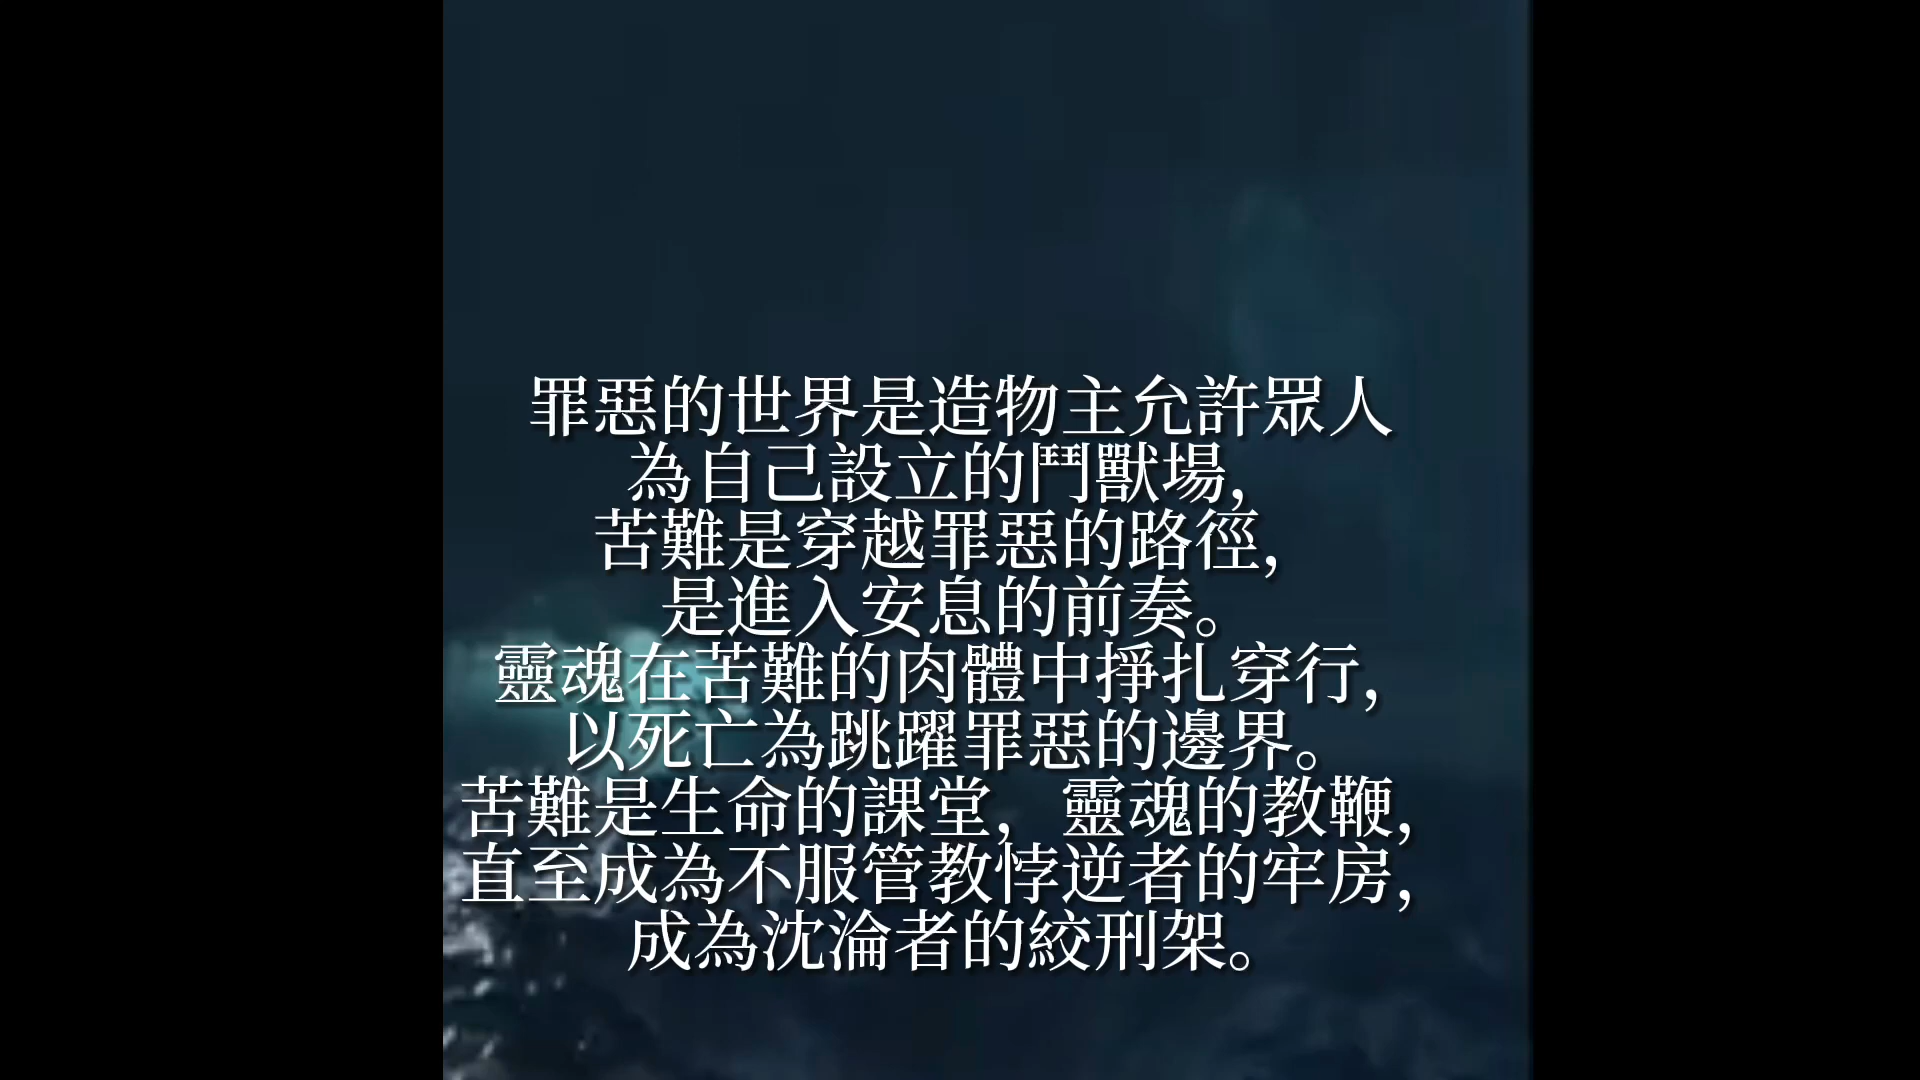 罪惡的世界是造物主允許眾人
為自己設立的鬥獸場,
苦難是穿越罪惡的路徑,
是進入安息的前奏。
靈魂在苦難的肉體中掙扎穿行,
以死亡為跳躍罪惡的邊界。
苦難是生命的課堂，靈魂的教鞭,
直至成為不服管教悖逆者的牢房,
成為沈淪者的絞刑架。